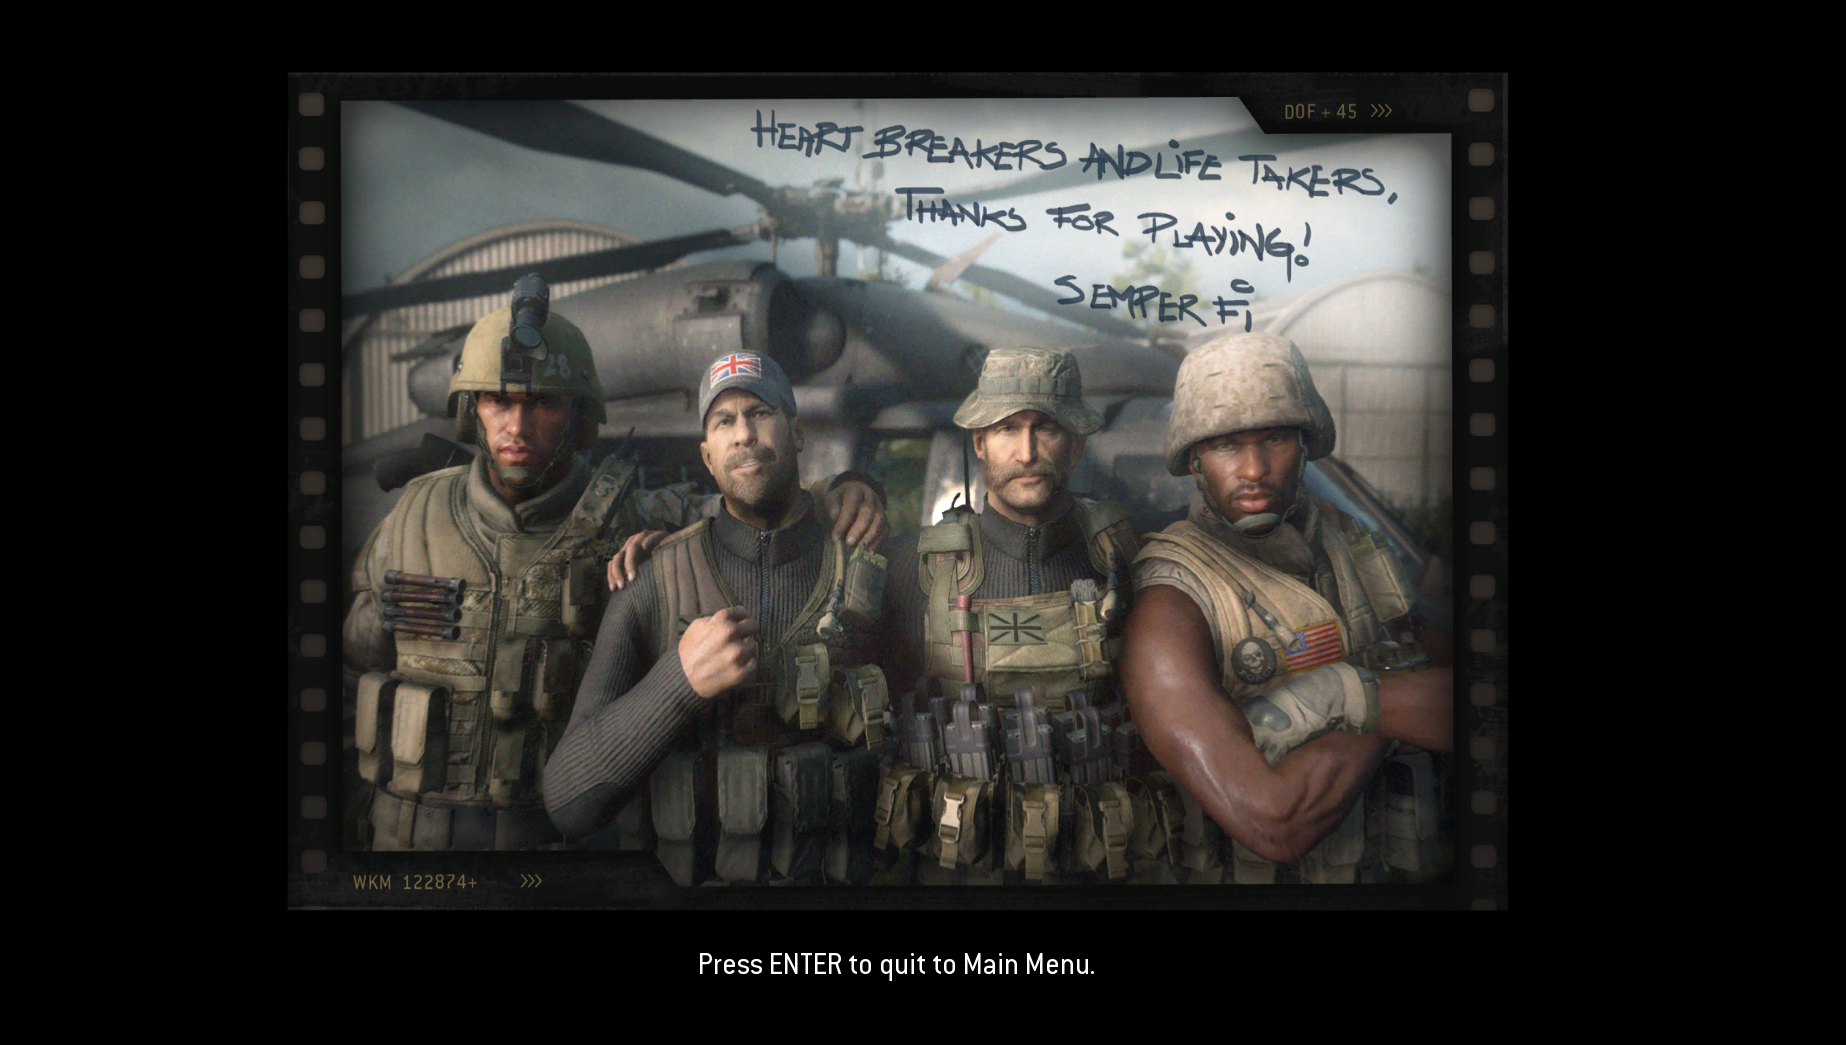 DOF + 45 >>>
HEART BREAKERS AND LIFE TAKERS,
THANKS FOR PLAYING!
SEMPER Fi
28
WKM 122874+ >>>
Press ENTER to quit to Main Menu.